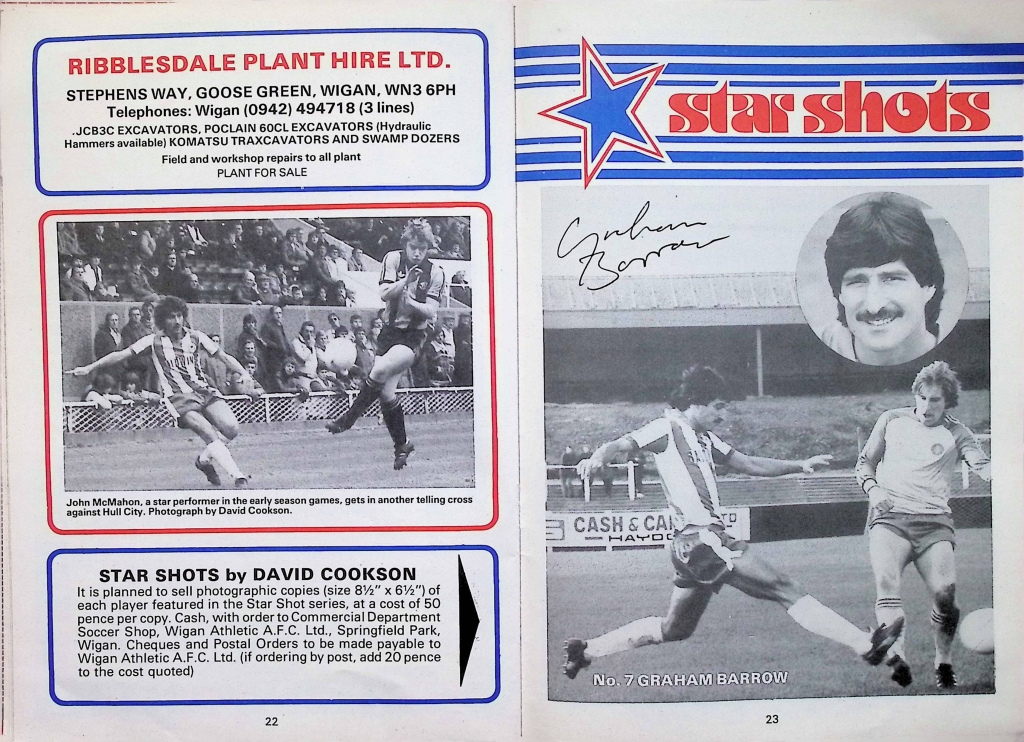 RIBBLESDALE PLANT HIRE LTD.
STEPHENS WAY, GOOSE GREEN, WIGAN, WN3 6PH
Telephones: Wigan (0942) 494718 (3 lines)
.JCB3C EXCAVATORS, POCLAIN 60CL EXCAVATORS (Hydraulic
Hammers available) KOMATSU TRAXCAVATORS AND SWAMP DOZERS
Field and workshop repairs to all plant
PLANT FOR SALE
John McMahon, a star performer in the early season games, gets in another telling cross
against Hull City. Photograph by David Cookson.
STAR SHOTS by DAVID COOKSON
It is planned to sell photographic copies (size 8½" x 6½") of
each player featured in the Star Shot series, at a cost of 50
pence per copy. Cash, with order to Commercial Department
Soccer Shop, Wigan Athletic A.F.C. Ltd., Springfield Park,
Wigan. Cheques and Postal Orders to be made payable to
Wigan Athletic A.F.C. Ltd. (if ordering by post, add 20 pence
to the cost quoted)
22
star shots
Graham
Barrow
CASH & CA
HAYDO
No. 7 GRAHAM BARROW
23